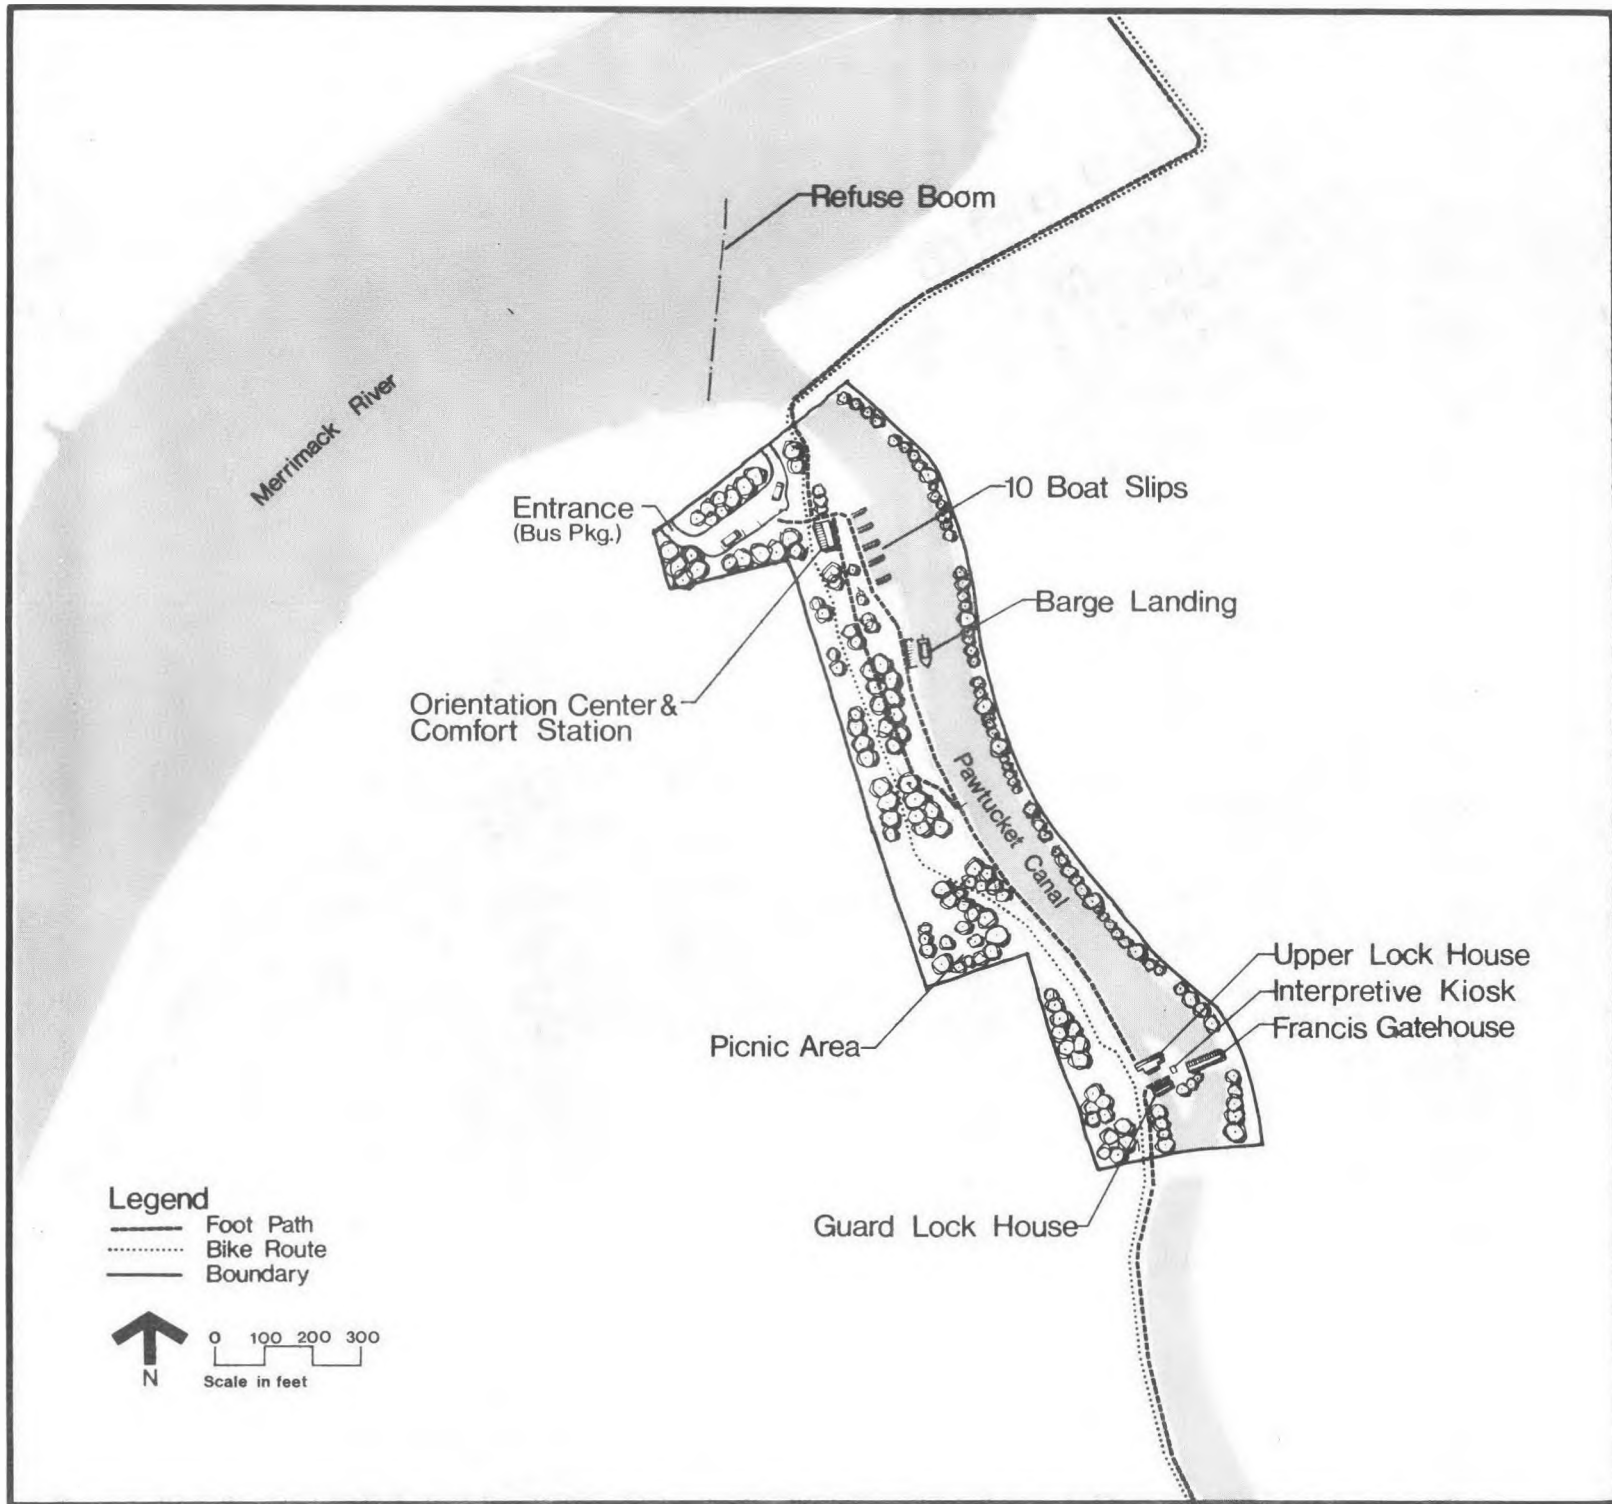 Refuse Boom
Merrimack River
Entrance
(Bus Pkg.)
10 Boat Slips
Barge Landing
Orientation Center &
Comfort Station
Pawtucket Canal
Upper Lock House
Interpretive Kiosk
Francis Gatehouse
Picnic Area
Guard Lock House
Legend
Foot Path
Bike Route
Boundary
N
0 100 200 300
Scale in feet